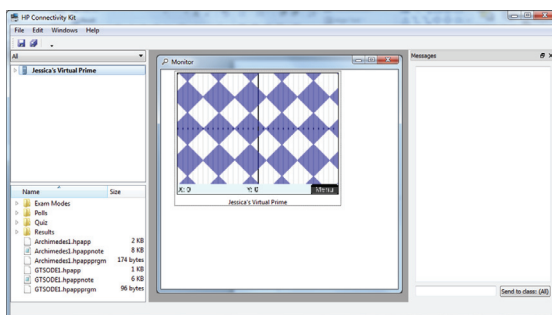 HP Connectivity Kit
File Edit Windows Help
All
Jessica's Virtual Prime
Monitor
X: 0 Y: 0 Menu
Jessica's Virtual Prime
Messages
Name Size
Exam Modes
Polls
Quiz
Results
Archimedes1.hpapp 2 KB
Archimedes1.hpappnote 8 KB
Archimedes1.hpappprgm 174 bytes
GTSODE1.hpapp 1 KB
GTSODE1.hpappnote 6 KB
GTSODE1.hpappprgm 96 bytes
Send to class: (All)